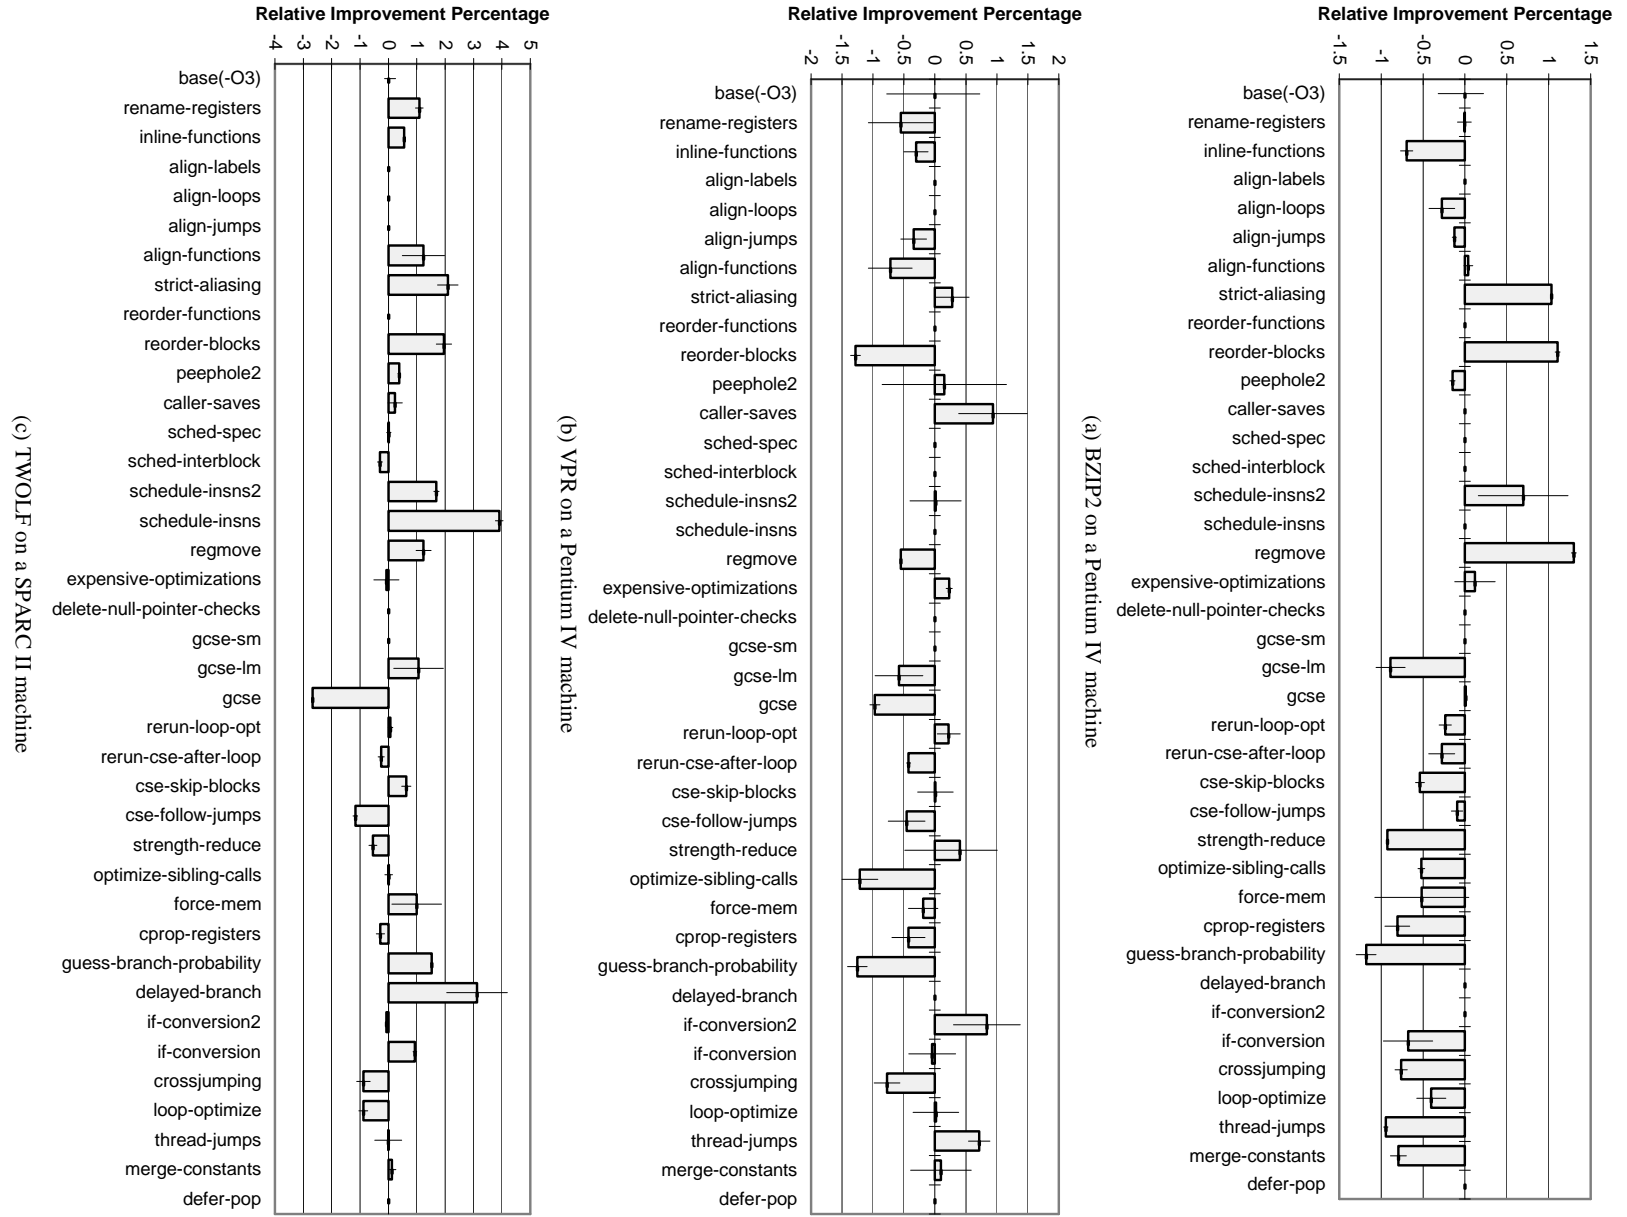 Relative Improvement Percentage
-4 -3 -2 -1 0 1 2 3 4 5
base(-O3)
rename-registers
inline-functions
align-labels
align-loops
align-jumps
align-functions
strict-aliasing
reorder-functions
reorder-blocks
peephole2
caller-saves
sched-spec
sched-interblock
schedule-insns2
schedule-insns
regmove
expensive-optimizations
delete-null-pointer-checks
gcse-sm
gcse-lm
gcse
rerun-loop-opt
rerun-cse-after-loop
cse-skip-blocks
cse-follow-jumps
strength-reduce
optimize-sibling-calls
force-mem
cprop-registers
guess-branch-probability
delayed-branch
if-conversion2
if-conversion
crossjumping
loop-optimize
thread-jumps
merge-constants
defer-pop
(c) TWOLF on a SPARC II machine
Relative Improvement Percentage
-2 -1.5 -1 -0.5 0 0.5 1 1.5 2
base(-O3)
rename-registers
inline-functions
align-labels
align-loops
align-jumps
align-functions
strict-aliasing
reorder-functions
reorder-blocks
peephole2
caller-saves
sched-spec
sched-interblock
schedule-insns2
schedule-insns
regmove
expensive-optimizations
delete-null-pointer-checks
gcse-sm
gcse-lm
gcse
rerun-loop-opt
rerun-cse-after-loop
cse-skip-blocks
cse-follow-jumps
strength-reduce
optimize-sibling-calls
force-mem
cprop-registers
guess-branch-probability
delayed-branch
if-conversion2
if-conversion
crossjumping
loop-optimize
thread-jumps
merge-constants
defer-pop
(b) VPR on a Pentium IV machine
Relative Improvement Percentage
-1.5 -1 -0.5 0 0.5 1 1.5
base(-O3)
rename-registers
inline-functions
align-labels
align-loops
align-jumps
align-functions
strict-aliasing
reorder-functions
reorder-blocks
peephole2
caller-saves
sched-spec
sched-interblock
schedule-insns2
schedule-insns
regmove
expensive-optimizations
delete-null-pointer-checks
gcse-sm
gcse-lm
gcse
rerun-loop-opt
rerun-cse-after-loop
cse-skip-blocks
cse-follow-jumps
strength-reduce
optimize-sibling-calls
force-mem
cprop-registers
guess-branch-probability
delayed-branch
if-conversion2
if-conversion
crossjumping
loop-optimize
thread-jumps
merge-constants
defer-pop
(a) BZIP2 on a Pentium IV machine